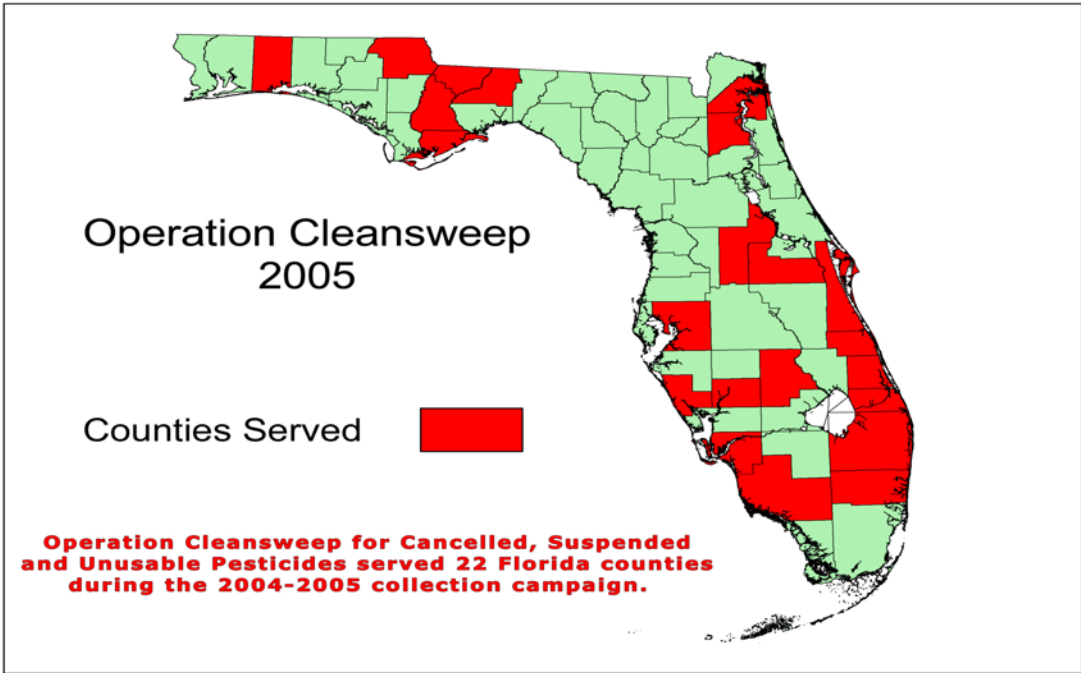 Operation Cleansweep
2005
Counties Served
Operation Cleansweep for Cancelled, Suspended
and Unusable Pesticides served 22 Florida counties
during the 2004-2005 collection campaign.